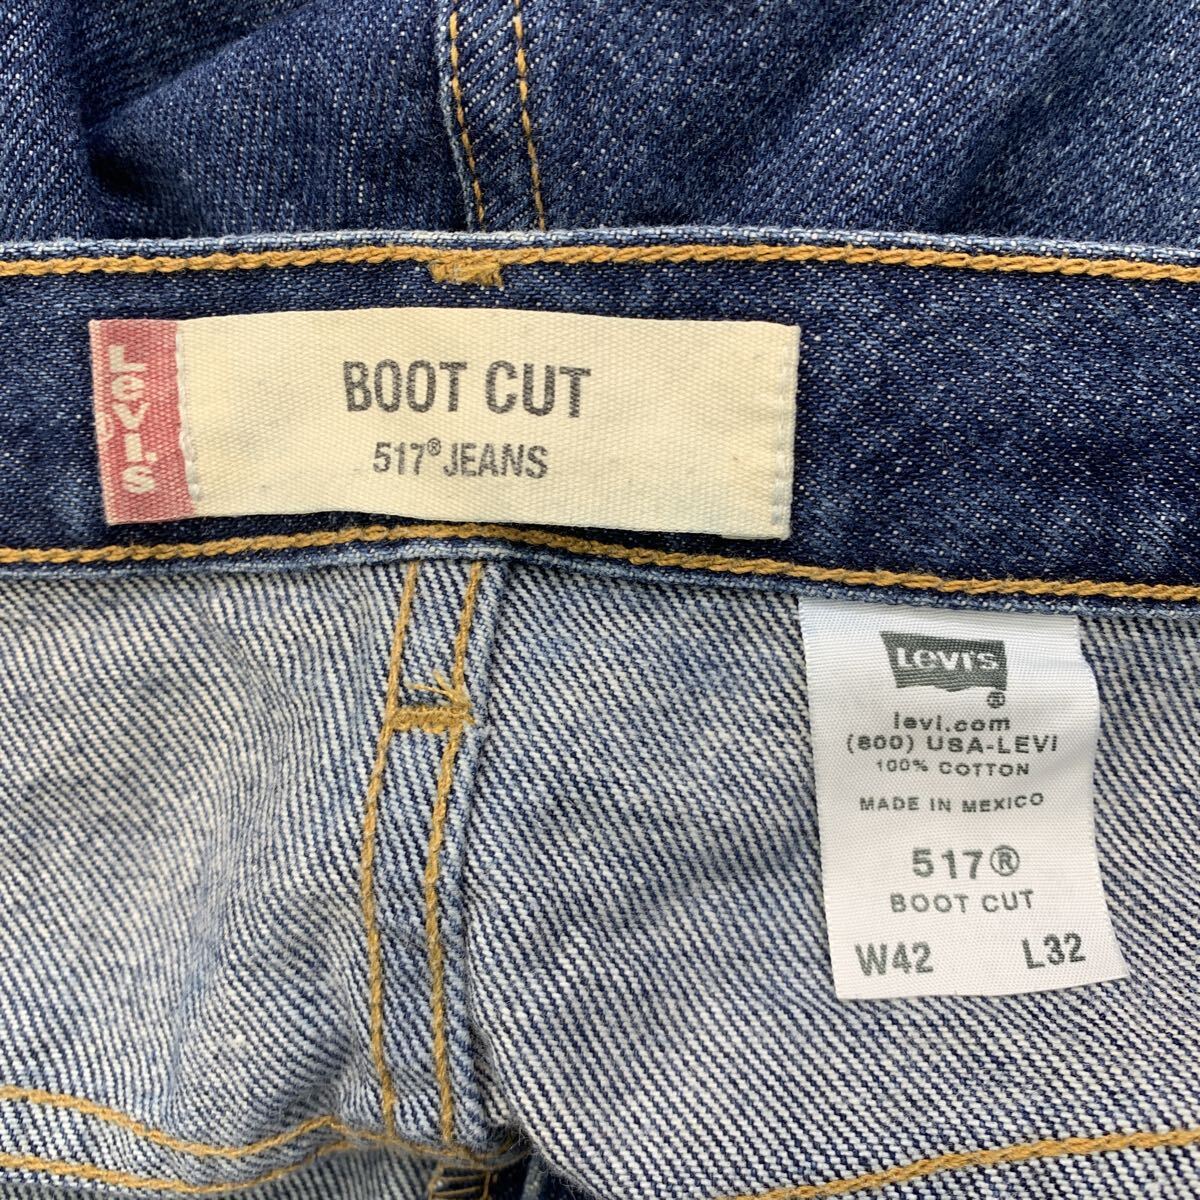 Levi's
BOOT CUT
517® JEANS
Levi's
®
levi.com
(800) USA-LEVI
100% COTTON
MADE IN MEXICO
517®
BOOT CUT
W42 L32